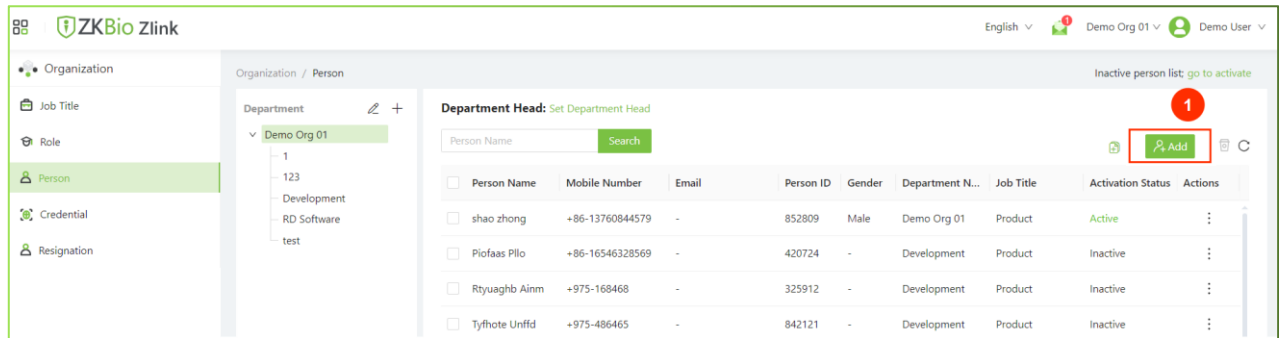 ZKBio Zlink
English
1
Demo Org 01
Demo User
Organization
Job Title
Role
Person
Credential
Resignation
Organization / Person
Inactive person list: go to activate
Department
Demo Org 01
1
123
Development
RD Software
test
Department Head: Set Department Head
1
Person Name
Search
Add
Person Name Mobile Number Email Person ID Gender Department N... Job Title Activation Status Actions
shao zhong +86-13760844579 - 852809 Male Demo Org 01 Product Active
Piofaas Pllo +86-16546328569 - 420724 - Development Product Inactive
Rtyuaghb Ainm +975-168468 - 325912 - Development Product Inactive
Tyfhote Unffd +975-486465 - 842121 - Development Product Inactive